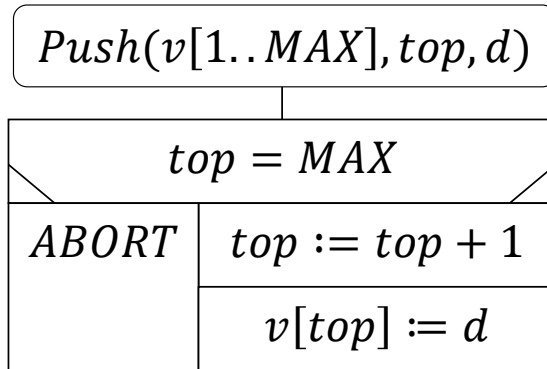 Push(v[1..MAX], top, d)
top = MAX
ABORT
top := top + 1
v[top] := d